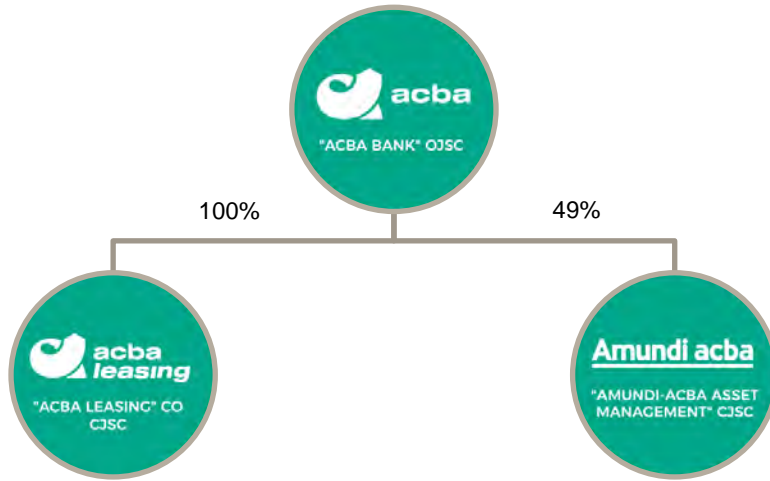 acba
"ACBA BANK" OJSC
100%
49%
acba
leasing
"ACBA LEASING" CO
CJSC
Amundi acba
"AMUNDI-ACBA ASSET
MANAGEMENT" CJSC